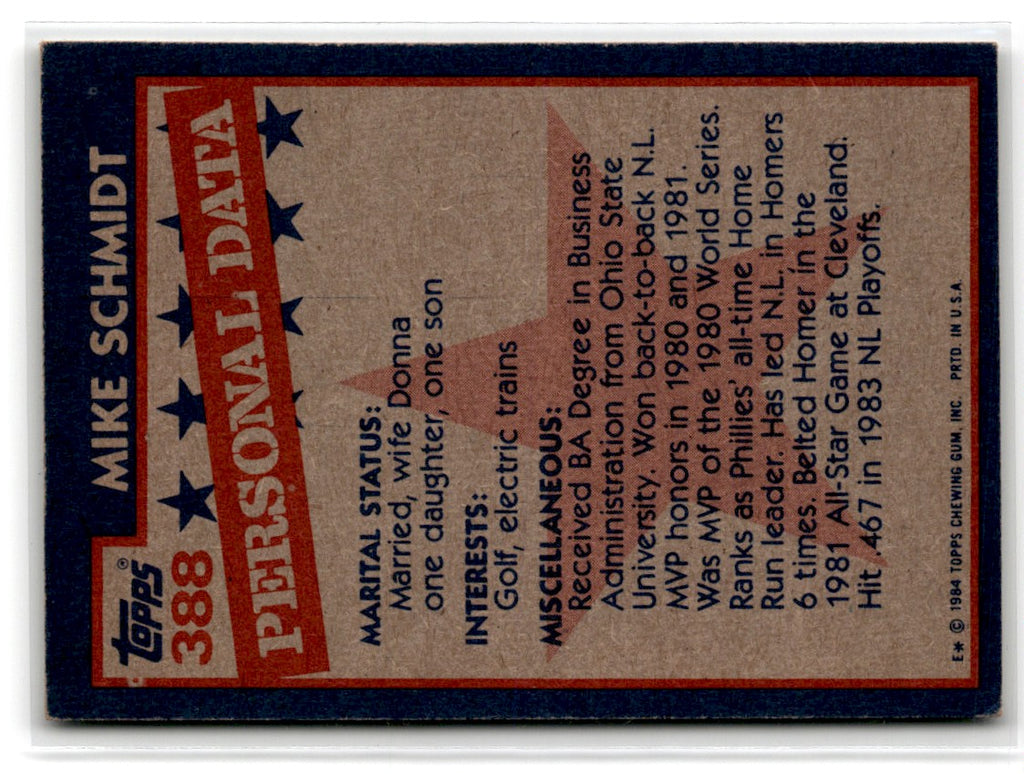 MIKE SCHMIDT
Topps®
388
PERSONAL DATA
MARITAL STATUS:
Married, wife Donna
one daughter, one son
INTERESTS:
Golf, electric trains
MISCELLANEOUS:
Received BA Degree in Business
Administration from Ohio State
University. Won back-to-back N.L.
MVP honors in 1980 and 1981.
Was MVP of the 1980 World Series.
Ranks as Phillies' all-time Home
Run leader. Has led N.L. in Homers
6 times. Belted Homer in the
1981 All-Star Game at Cleveland.
Hit .467 in 1983 NL Playoffs.
E* © 1984 TOPPS CHEWING GUM, INC. PRTD. IN U.S.A.